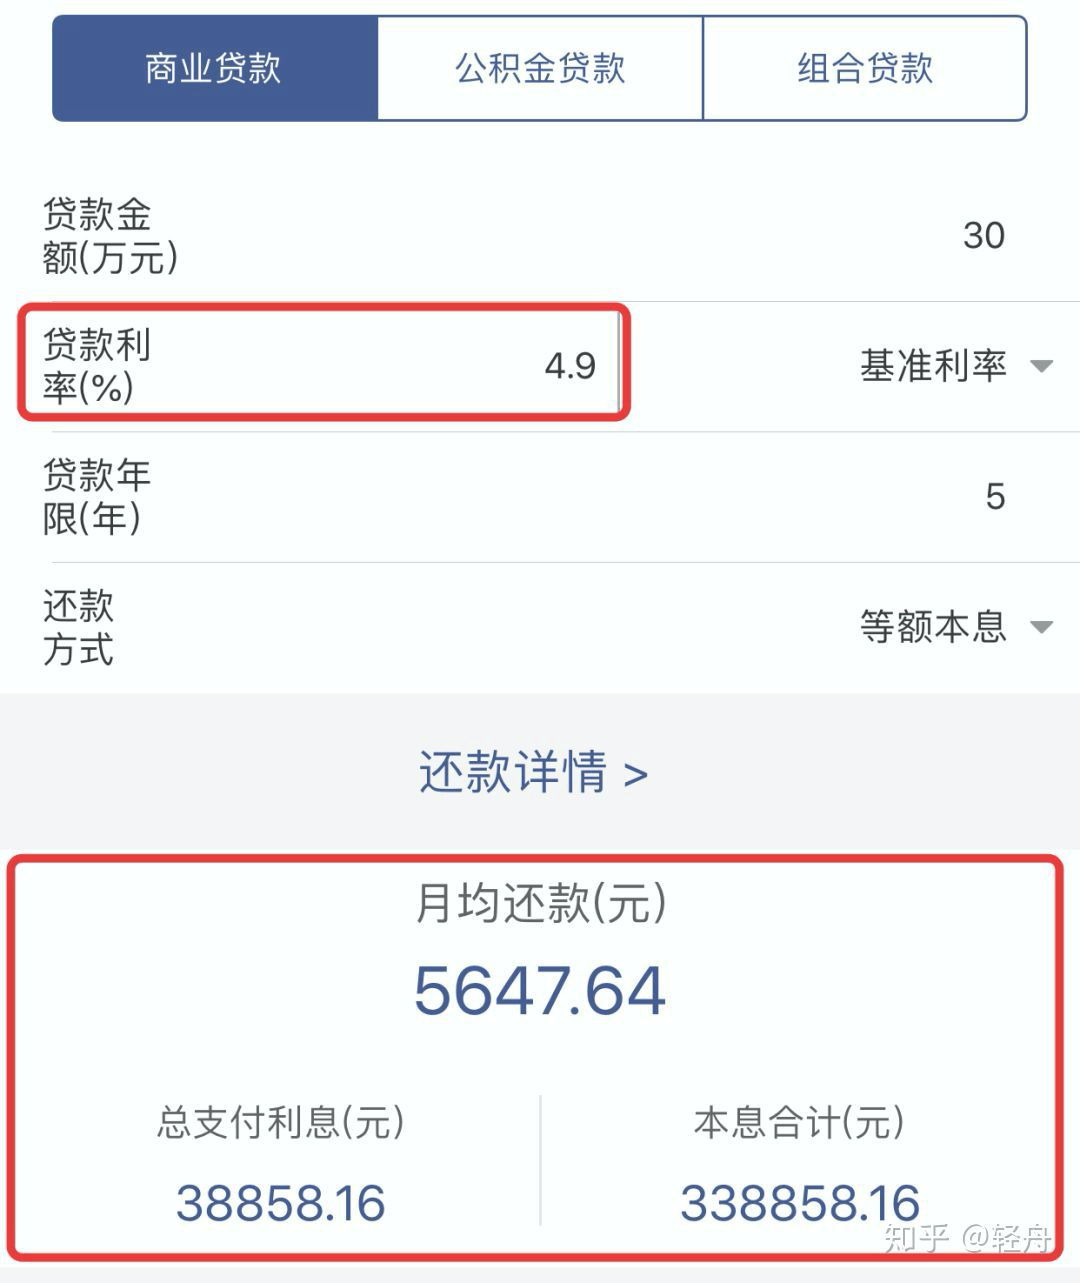 商业贷款 公积金贷款 组合贷款
贷款金
额(万元) 30
贷款利
率(%) 4.9 基准利率
贷款年
限(年) 5
还款
方式 等额本息
还款详情 >
月均还款(元)
5647.64
总支付利息(元) 本息合计(元)
38858.16 338858.16
知乎 @轻舟